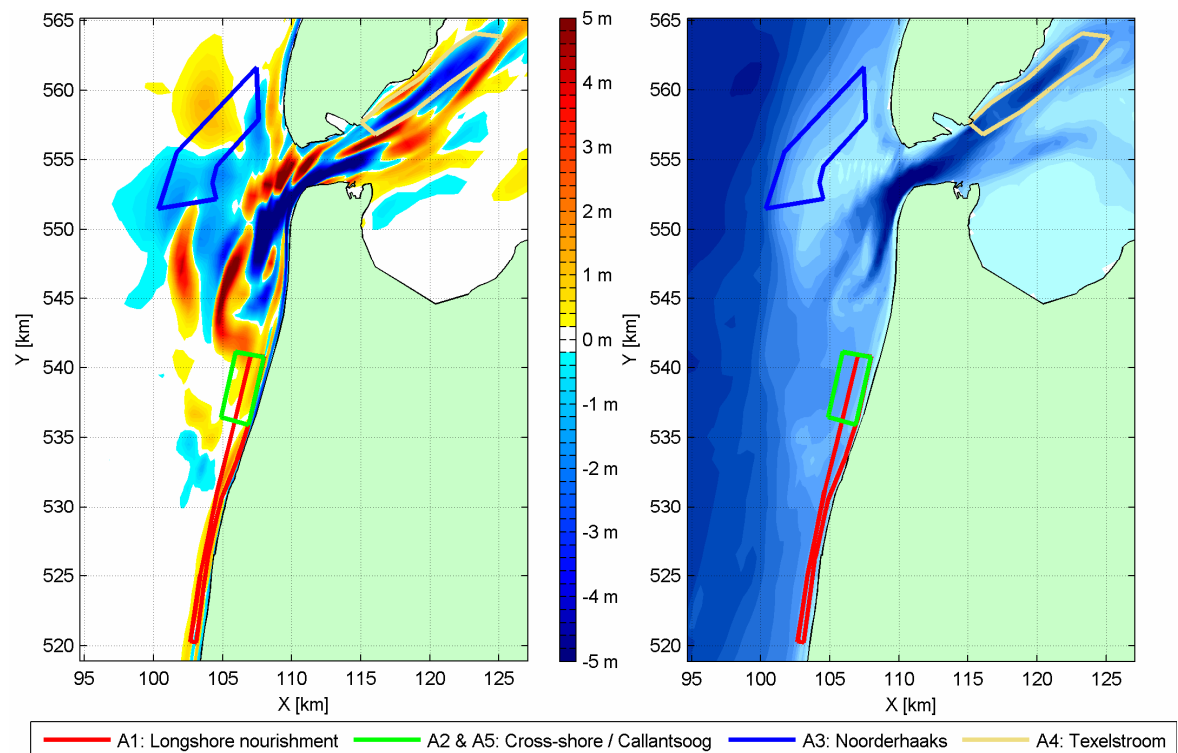 565
560
555
550
545
540
535
530
525
520
Y [km]
95 100 105 110 115 120 125
X [km]
5 m
4 m
3 m
2 m
1 m
0 m
-1 m
-2 m
-3 m
-4 m
-5 m
565
560
555
550
545
540
535
530
525
520
Y [km]
95 100 105 110 115 120 125
X [km]
A1: Longshore nourishment A2 & A5: Cross-shore / Callantsoog A3: Noorderhaaks A4: Texelstroom